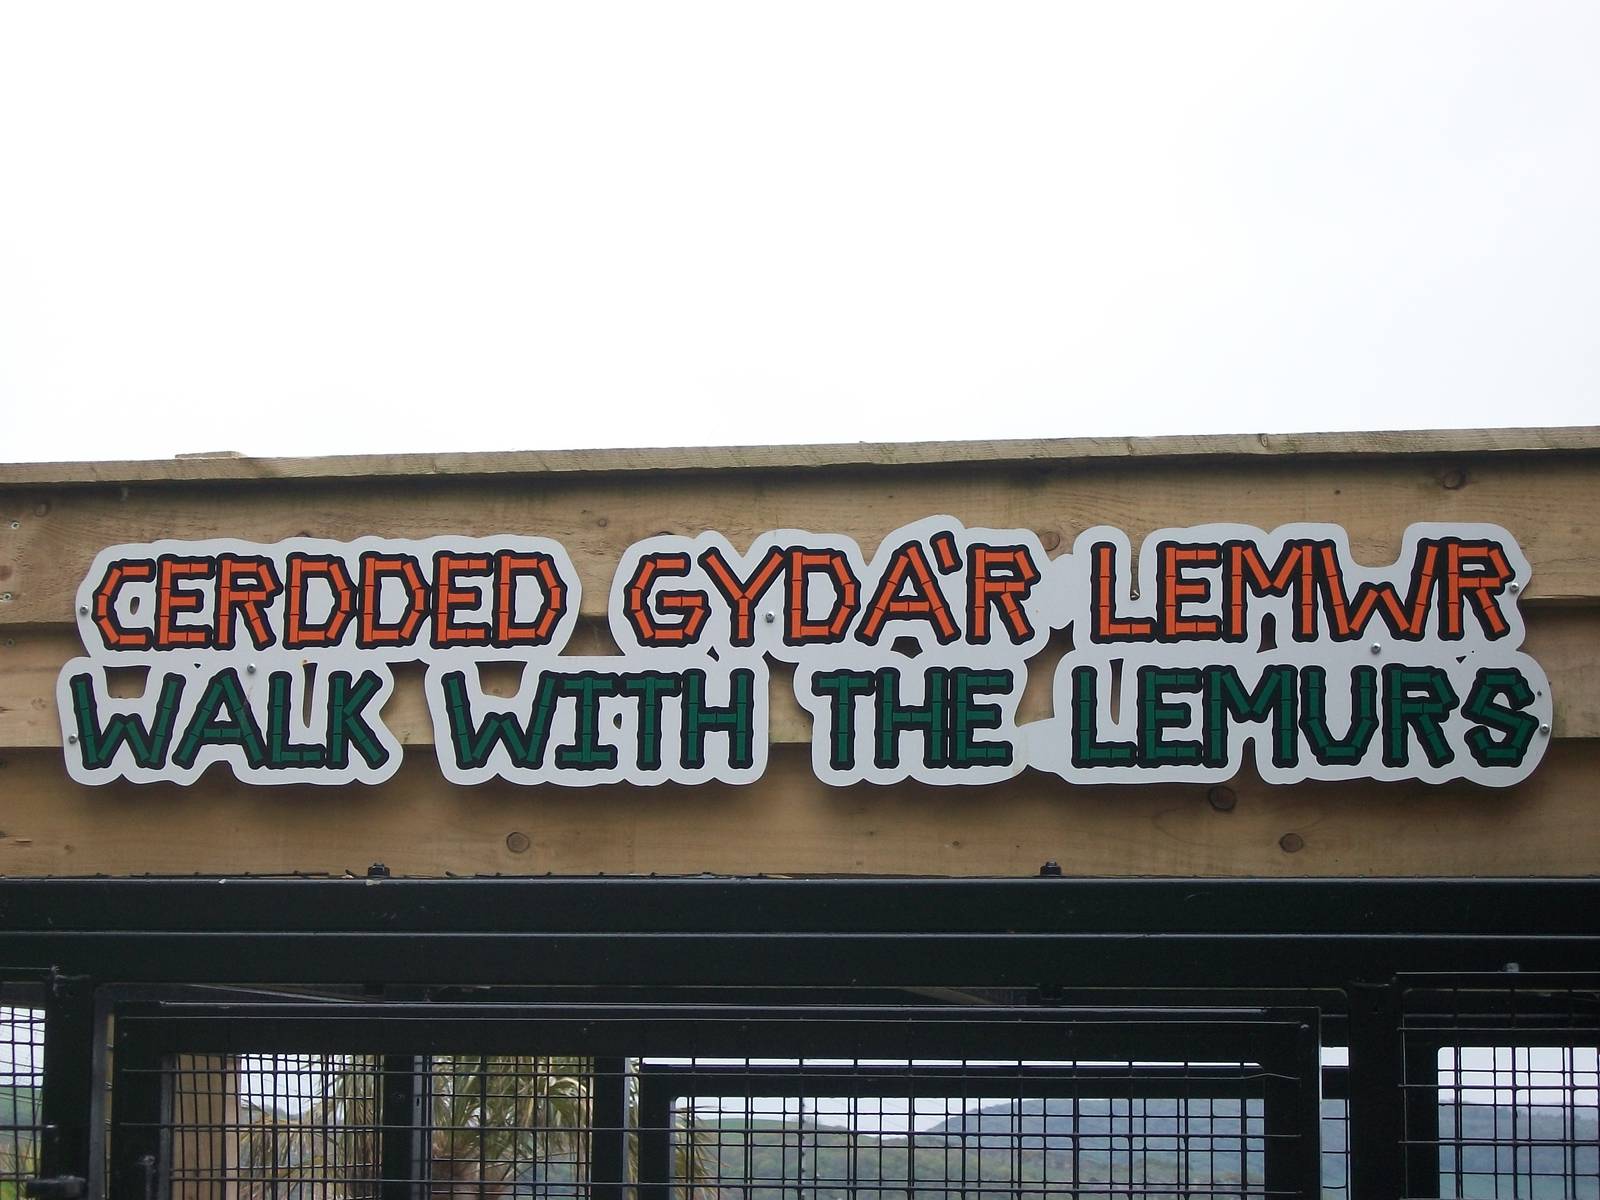 CERDDED GYDA'R LEMWR
WALK WITH THE LEMURS